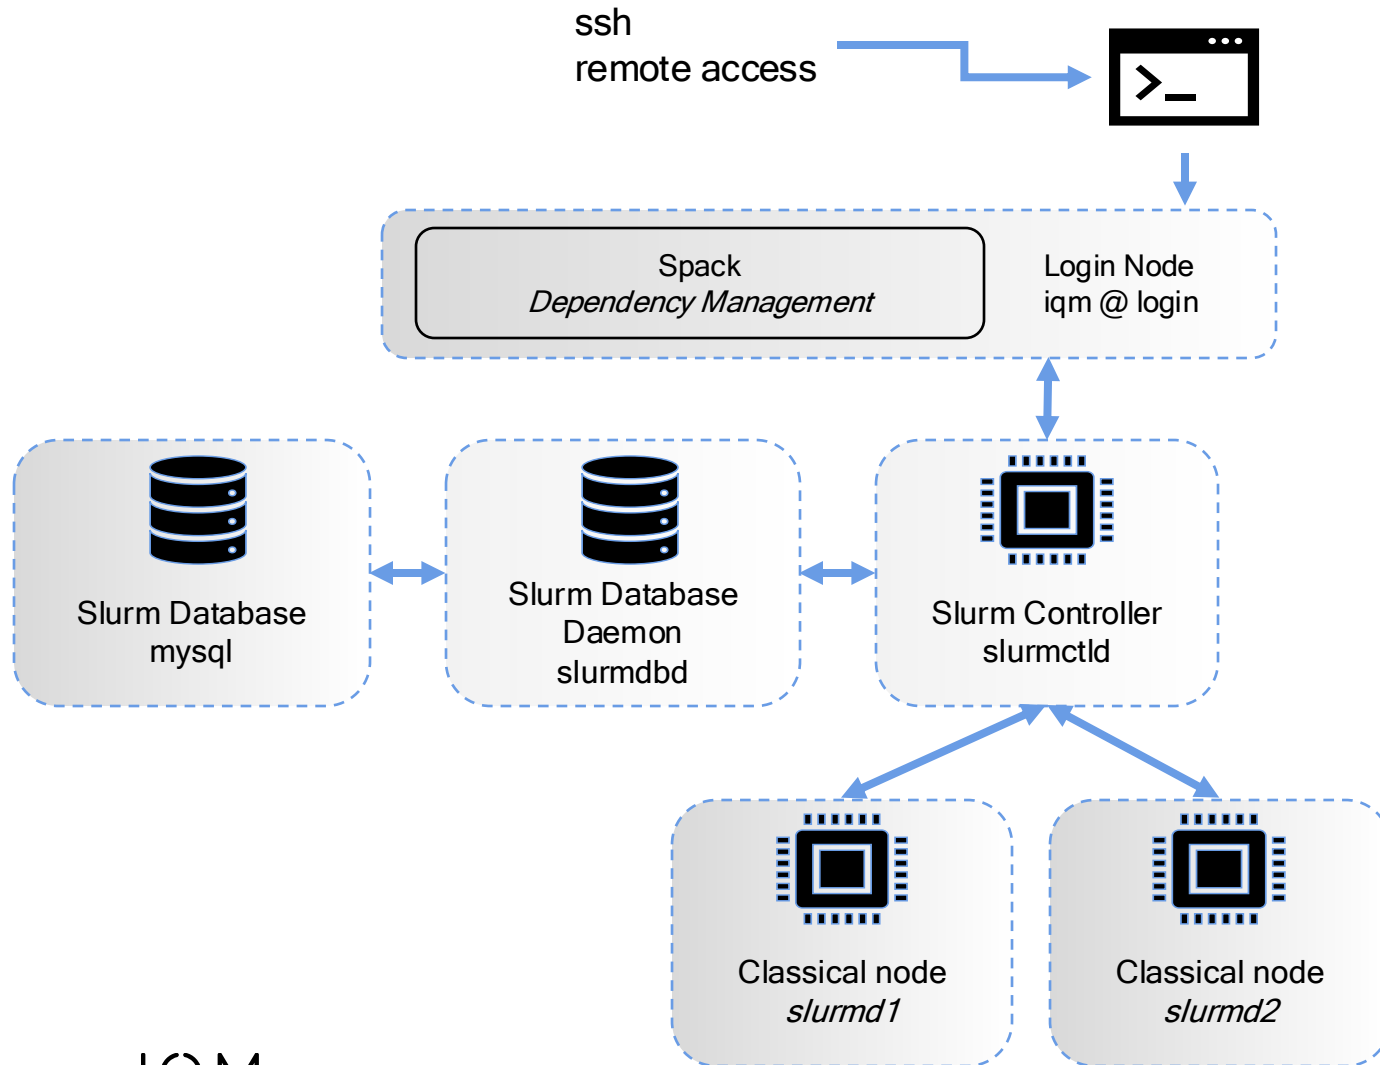 ssh
remote access
>_
Spack
Dependency Management
Login Node
iqm @ login
Slurm Database
mysql
Slurm Database
Daemon
slurmdbd
Slurm Controller
slurmctld
Classical node
slurmd1
Classical node
slurmd2
IQM